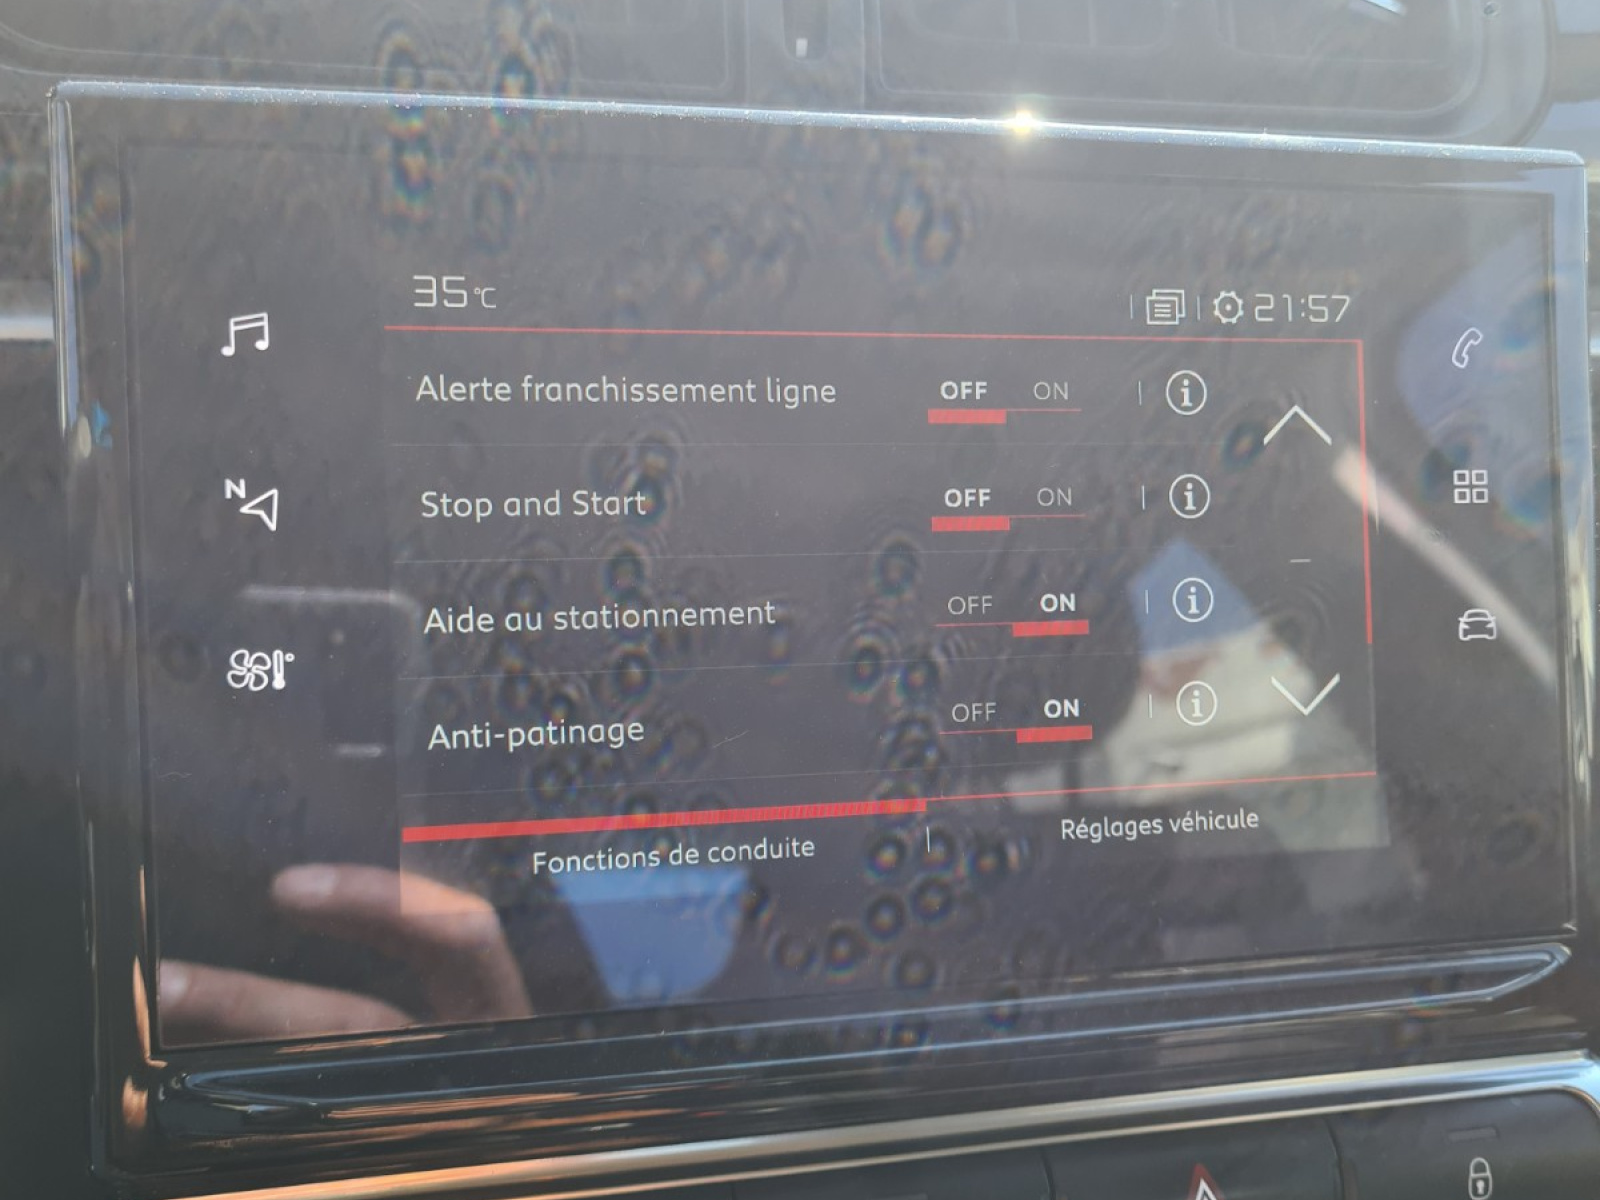 35°C 21:57
Alerte franchissement ligne OFF ON
Stop and Start OFF ON
Aide au stationnement OFF ON
Anti-patinage OFF ON
Fonctions de conduite Réglages véhicule
N